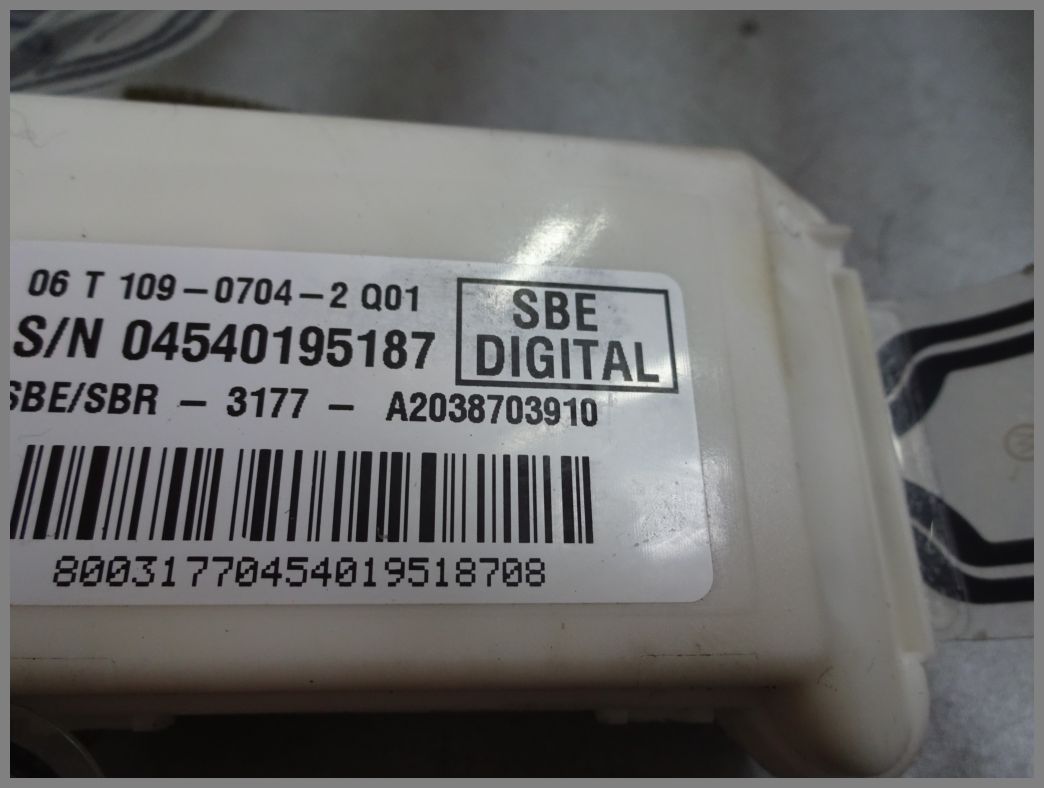 06 T 109-0704-2 Q01
SBE
DIGITAL
S/N 04540195187
SBE/SBR - 3177 - A2038703910
80031770454019518708